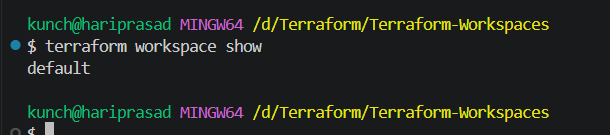 kunch@hariprasad MINGW64 /d/Terraform/Terraform-Workspaces
$ terraform workspace show
default
kunch@hariprasad MINGW64 /d/Terraform/Terraform-Workspaces
$